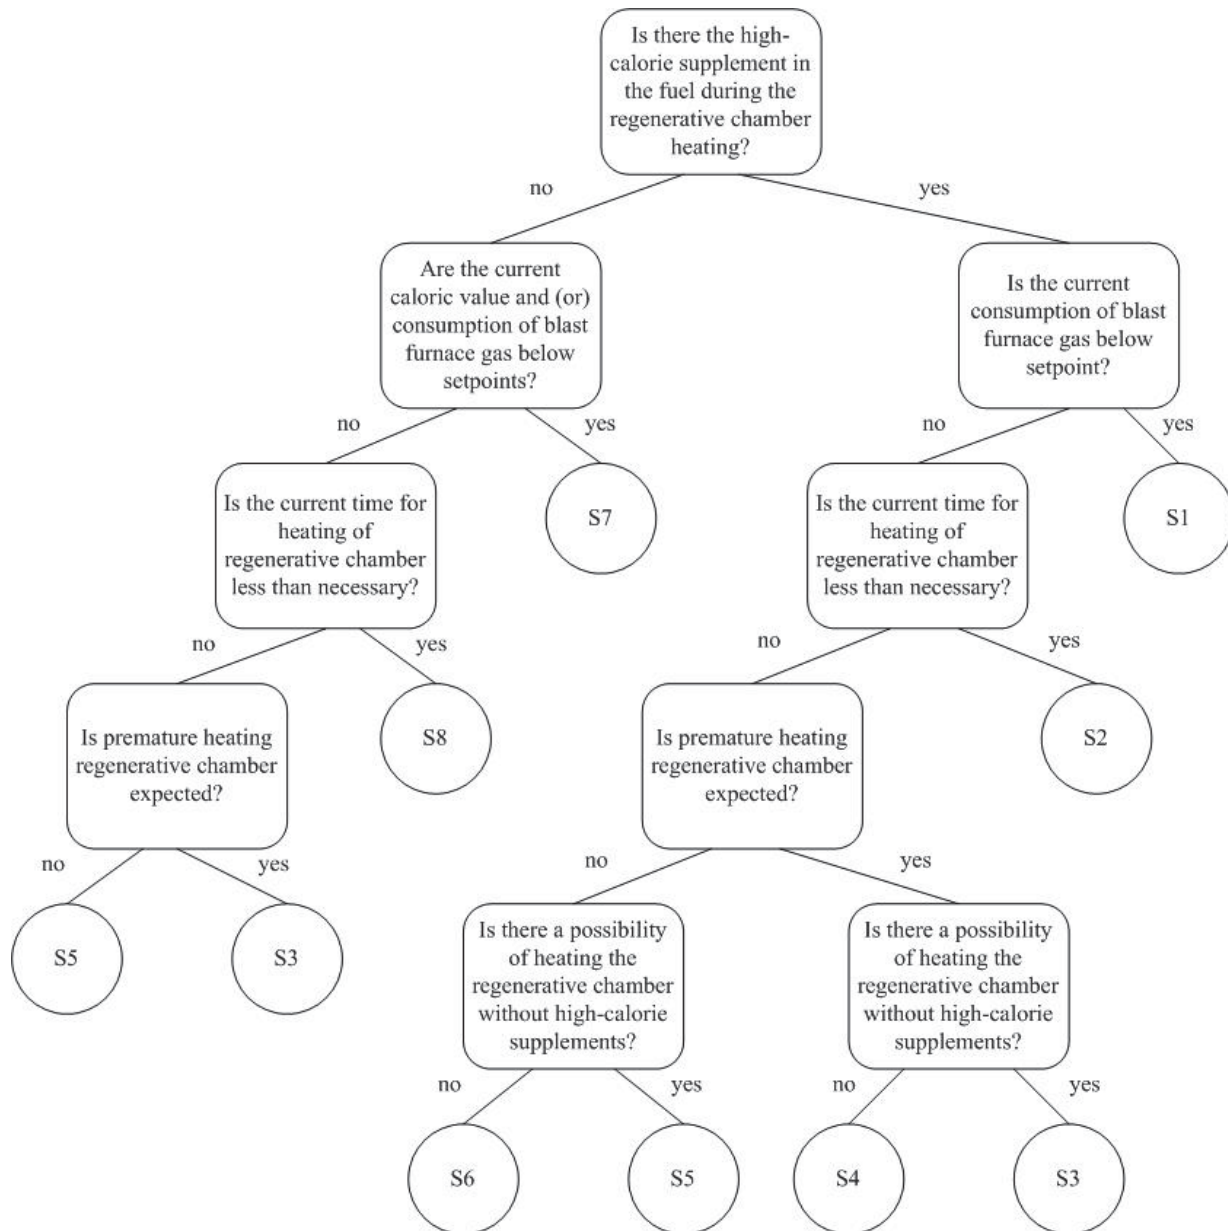 Is there the high-
calorie supplement in
the fuel during the
regenerative chamber
heating?
no
yes
Are the current
caloric value and (or)
consumption of blast
furnace gas below
setpoints?
Is the current
consumption of blast
furnace gas below
setpoint?
no
yes
no
yes
Is the current time for
heating of
regenerative chamber
less than necessary?
S7
Is the current time for
heating of
regenerative chamber
less than necessary?
S1
no
yes
no
yes
Is premature heating
regenerative chamber
expected?
S8
Is premature heating
regenerative chamber
expected?
S2
no
yes
no
yes
S5
S3
Is there a possibility
of heating the
regenerative chamber
without high-calorie
supplements?
Is there a possibility
of heating the
regenerative chamber
without high-calorie
supplements?
no
yes
no
yes
S6
S5
S4
S3